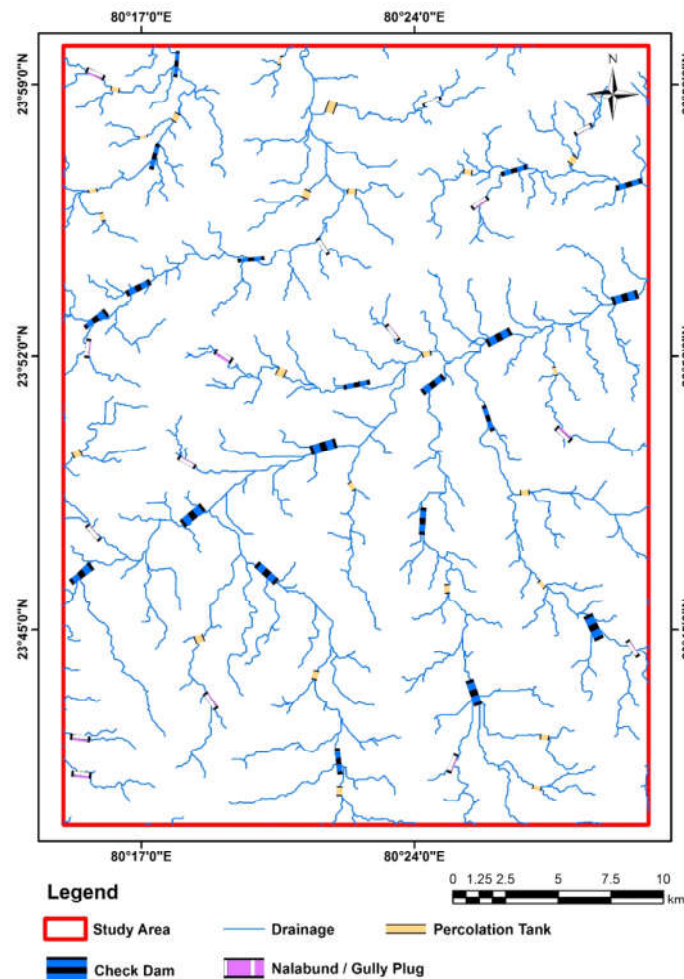 80°17'0"E 80°24'0"E
N
23°59'0"N
23°52'0"N
23°45'0"N
80°17'0"E 80°24'0"E
Legend
0 1.25 2.5 5 7.5 10
km
Study Area Drainage Percolation Tank
Check Dam Nalabund / Gully Plug